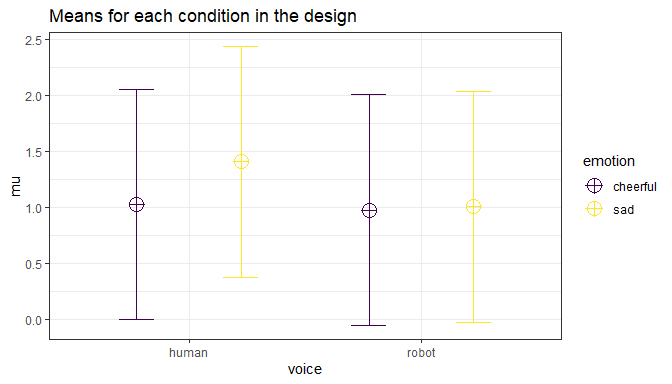 Means for each condition in the design
2.5
2.0
1.5
1.0
0.5
0.0
mu
human robot
voice
emotion
cheerful
sad